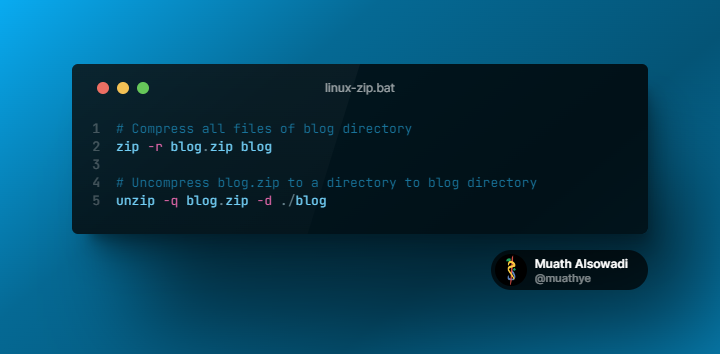 linux-zip.bat
1 # Compress all files of blog directory
2 zip -r blog.zip blog
3
4 # Uncompress blog.zip to a directory to blog directory
5 unzip -q blog.zip -d ./blog
Muath Alsowadi
@muathye